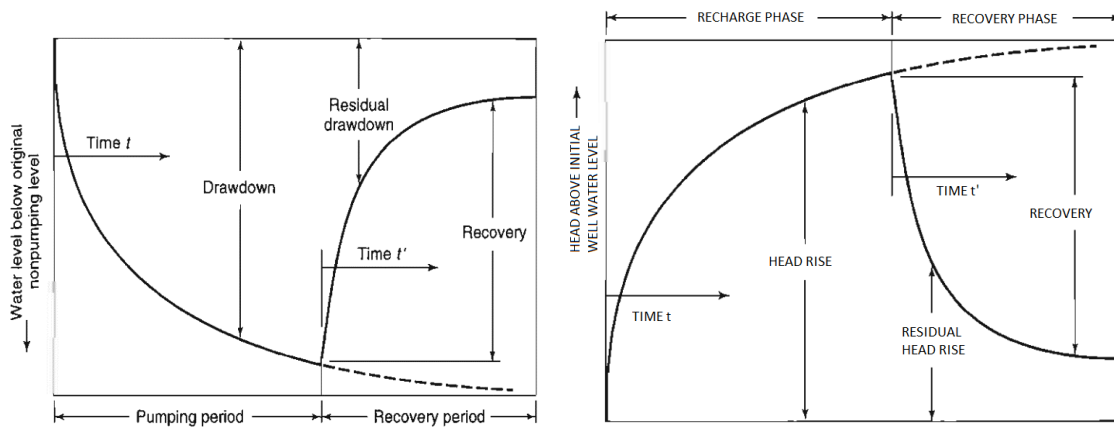 Time t
Drawdown
Residual
drawdown
Time t'
Recovery
Water level below original
nonpumping level
Pumping period
Recovery period
RECHARGE PHASE
RECOVERY PHASE
HEAD ABOVE INITIAL
WELL WATER LEVEL
TIME t
HEAD RISE
TIME t'
RECOVERY
RESIDUAL
HEAD RISE